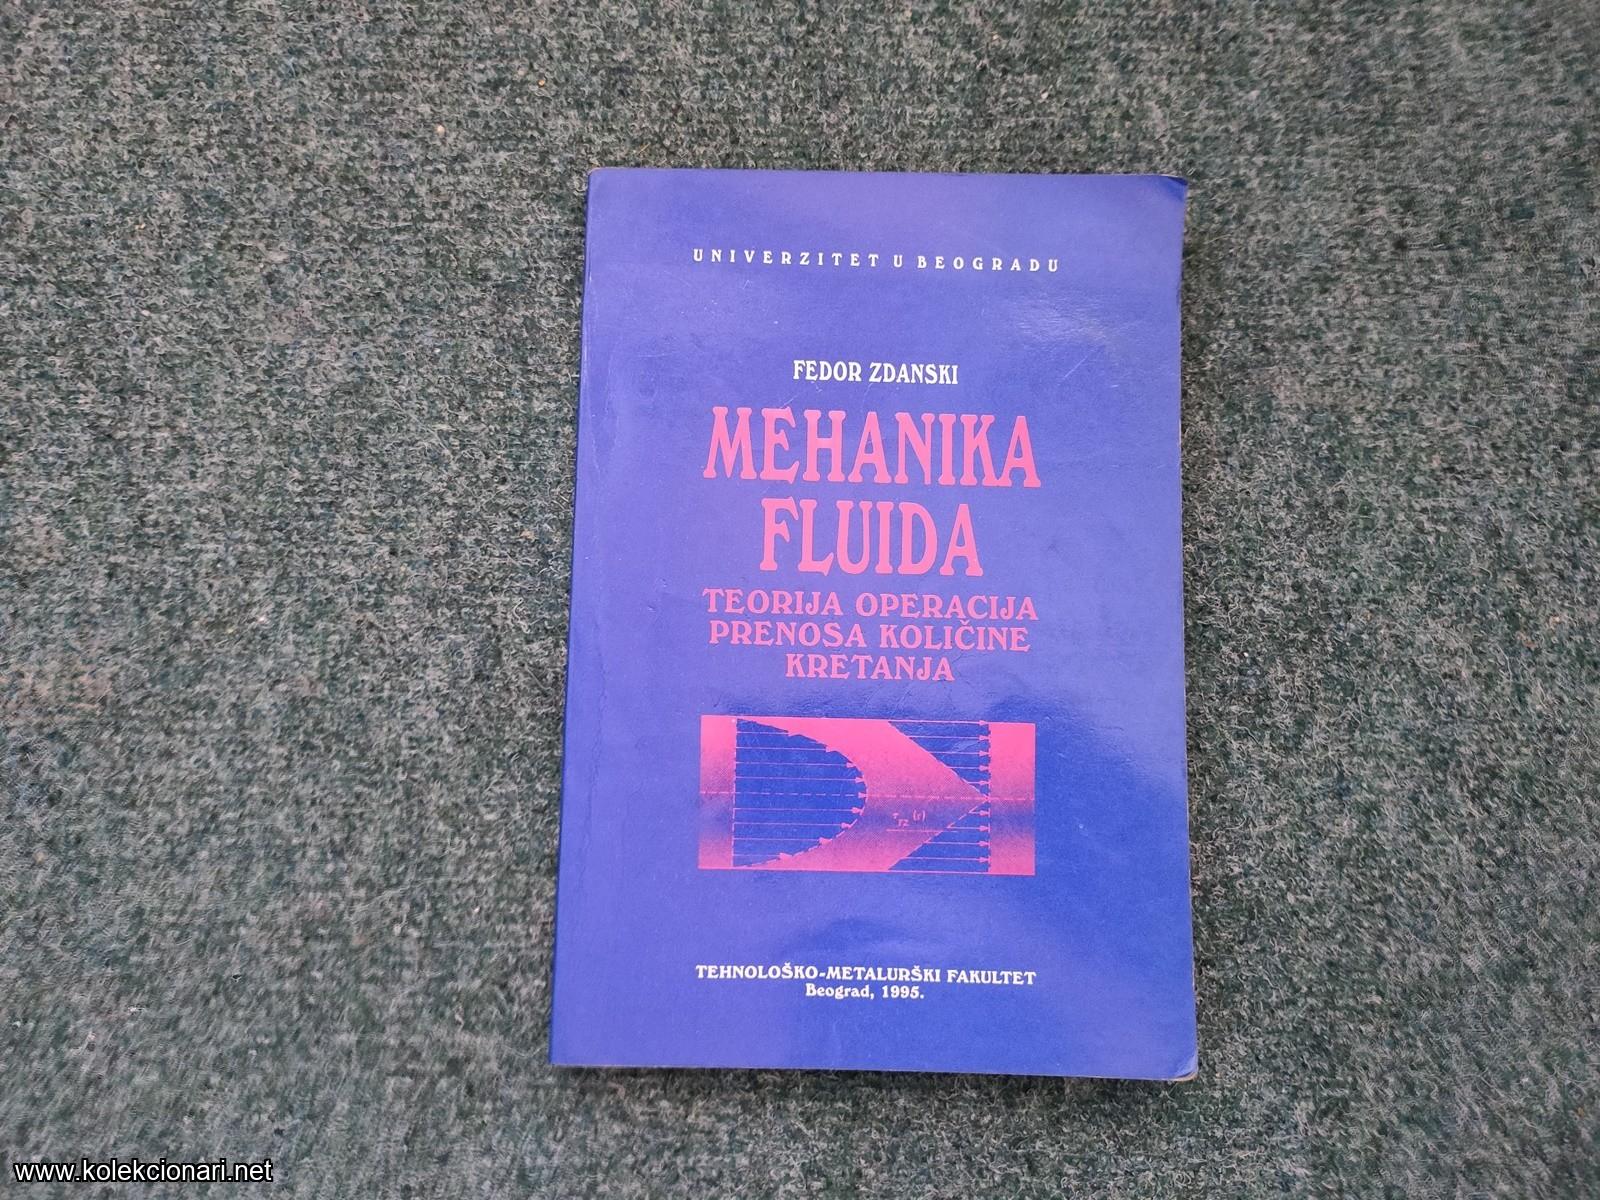 UNIVERZITET U BEOGRADU
FEDOR ZDANSKI
MEHANIKA
FLUIDA
TEORIJA OPERACIJA
PRENOSA KOLIČINE
KRETANJA
τrz (r)
TEHNOLOŠKO-METALURŠKI FAKULTET
Beograd, 1995.
www.kolekcionari.net